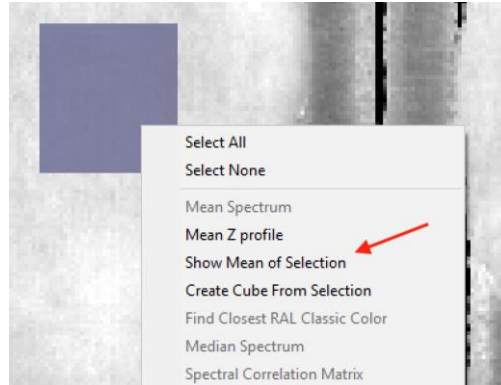 Select All
Select None
Mean Spectrum
Mean Z profile
Show Mean of Selection
Create Cube From Selection
Find Closest RAL Classic Color
Median Spectrum
Spectral Correlation Matrix